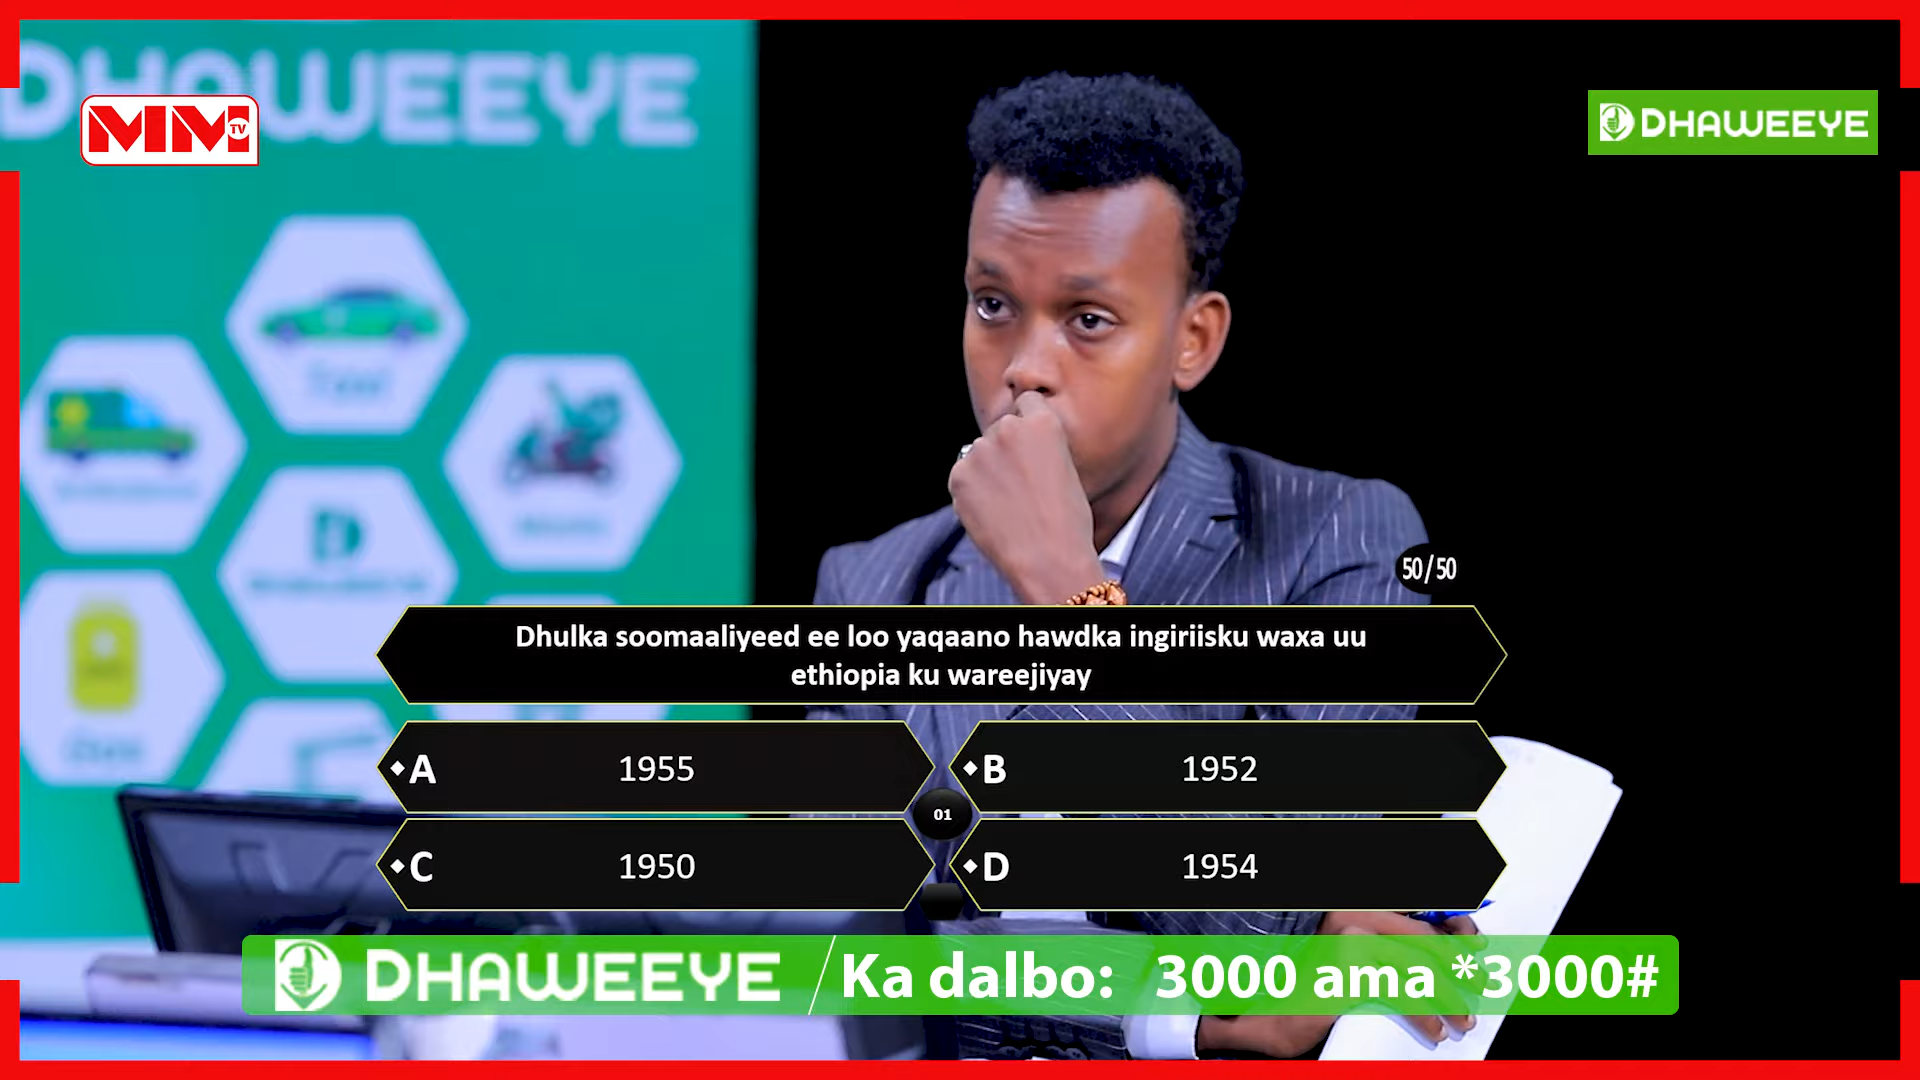 DHAWEEYE
MM TV
DHAWEEYE
Taxi
50/50
Dhulka soomaaliyeed ee loo yaqaano hawdka ingiriisku waxa uu
ethiopia ku wareejiyay
A 1955
B 1952
01
C 1950
D 1954
DHAWEEYE
Ka dalbo: 3000 ama *3000#